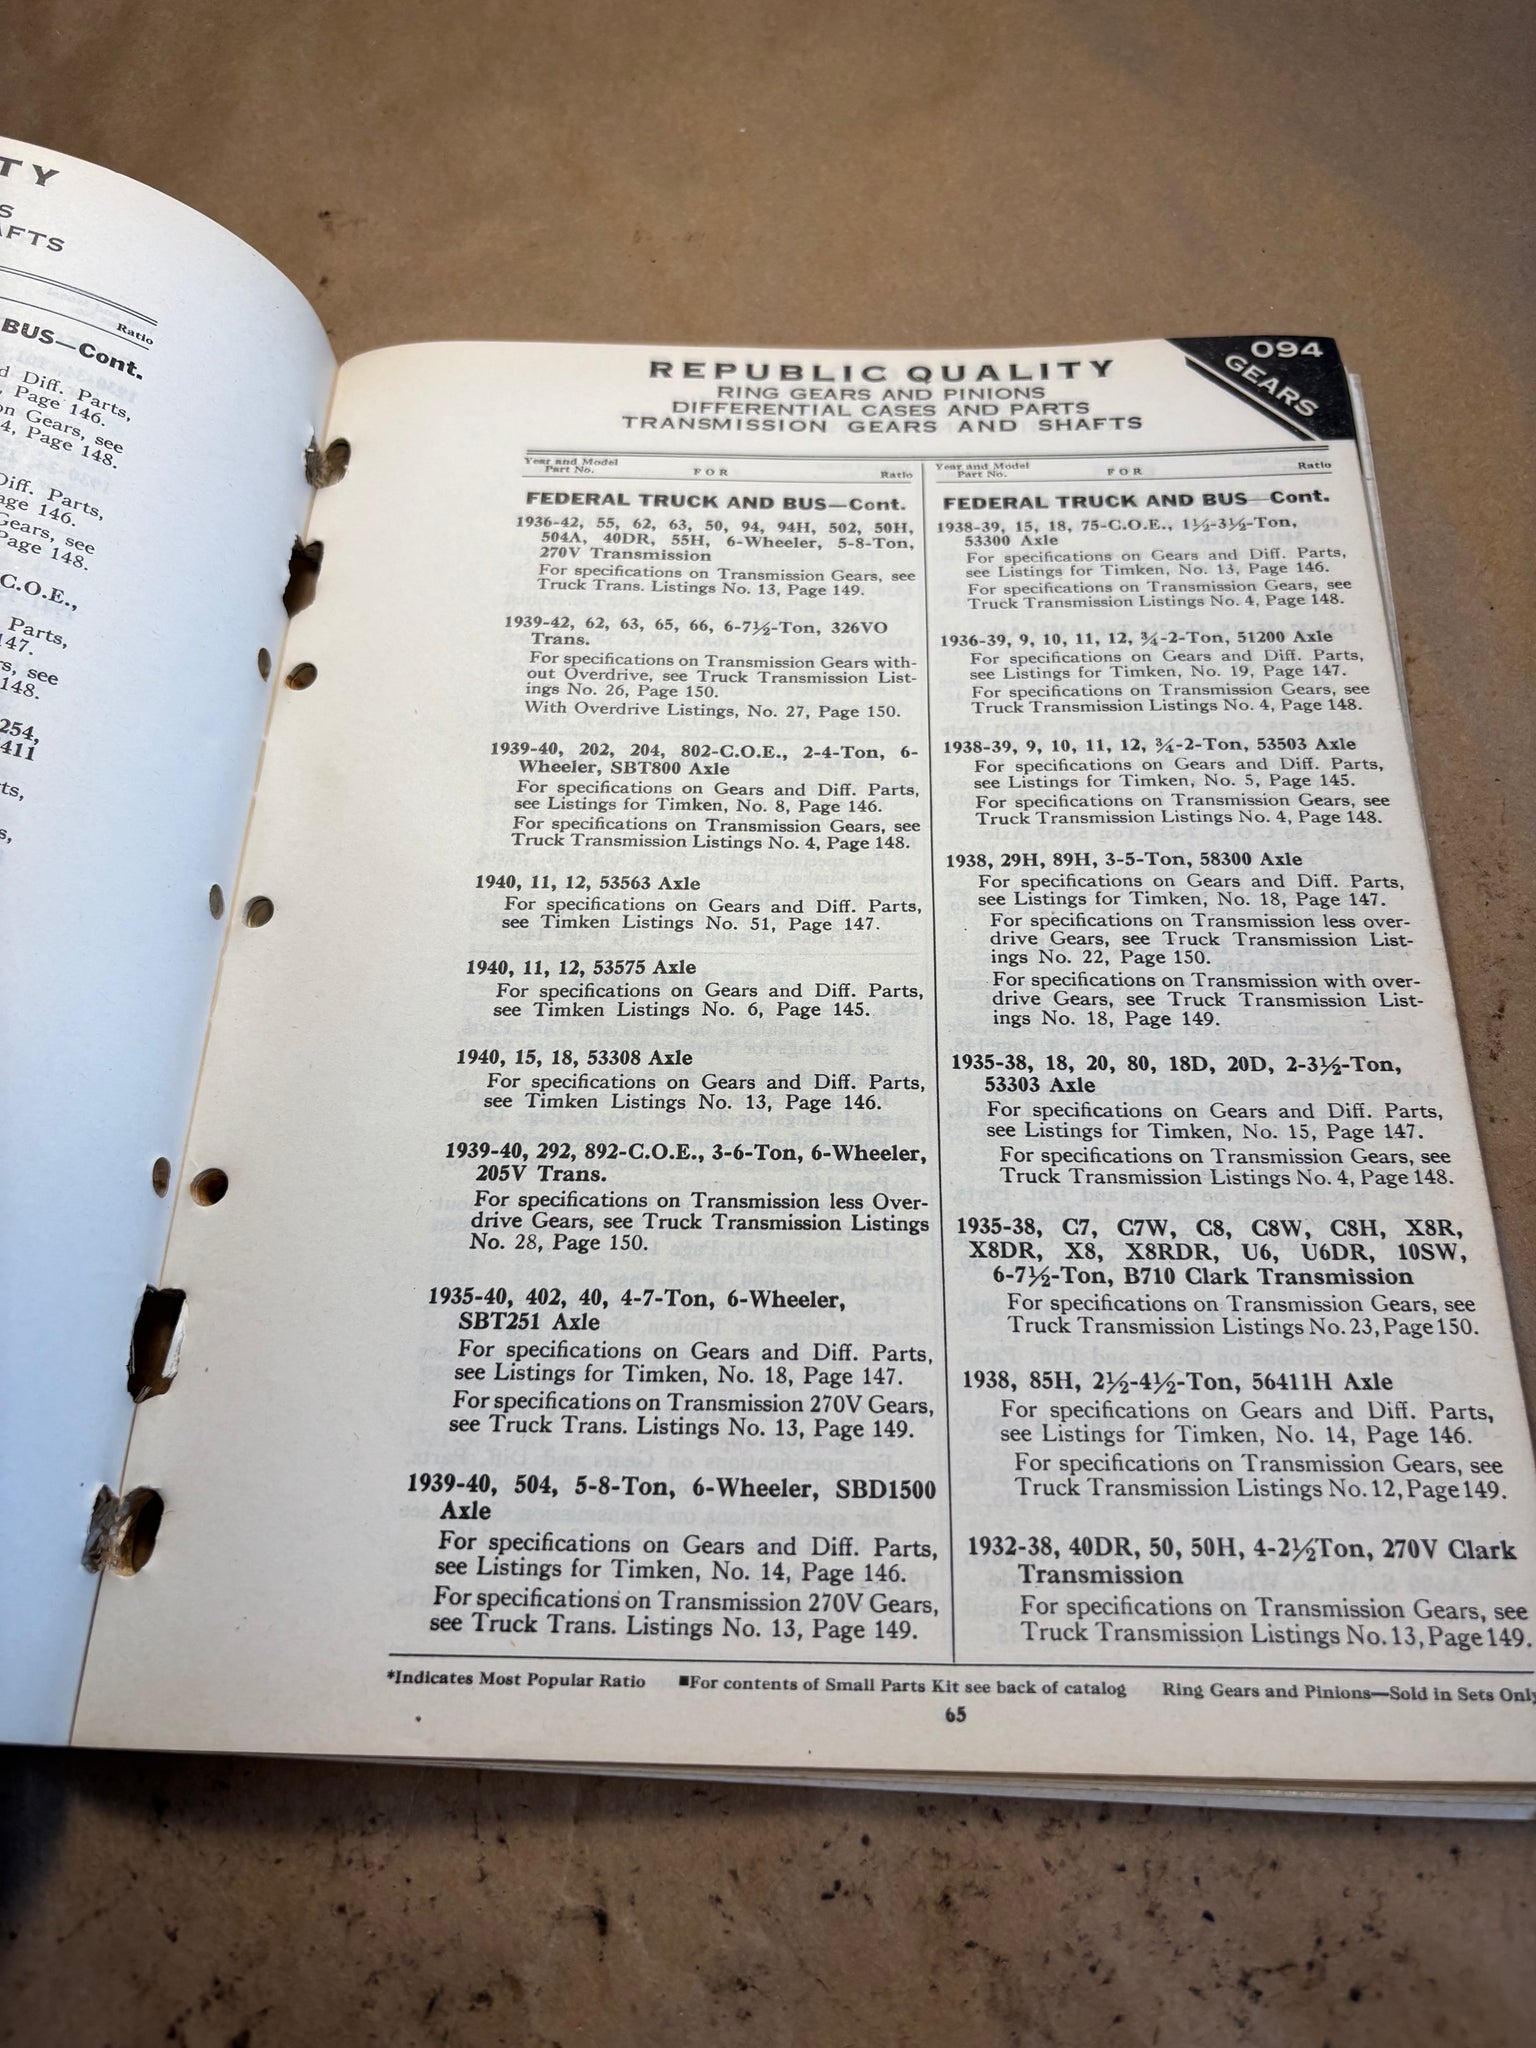 TY
S
AFTS
Ratio
BUS—Cont.
d Diff. Parts,
, Page 146.
on Gears, see
4, Page 148.
Diff. Parts,
age 146.
Gears, see
Page 148.
C.O.E.,
Parts,
147.
rs, see
148.
254,
411
ts,
s,
094
GEARS
REPUBLIC QUALITY
RING GEARS AND PINIONS
DIFFERENTIAL CASES AND PARTS
TRANSMISSION GEARS AND SHAFTS
Year and Model
Part No.
FOR
Ratio
FEDERAL TRUCK AND BUS—Cont.
1936-42, 55, 62, 63, 50, 94, 94H, 502, 50H,
504A, 40DR, 55H, 6-Wheeler, 5-8-Ton,
270V Transmission
For specifications on Transmission Gears, see
Truck Trans. Listings No. 13, Page 149.
1939-42, 62, 63, 65, 66, 6-7½-Ton, 326VO
Trans.
For specifications on Transmission Gears with-
out Overdrive, see Truck Transmission List-
ings No. 26, Page 150.
With Overdrive Listings, No. 27, Page 150.
1939-40, 202, 204, 802-C.O.E., 2-4-Ton, 6-
Wheeler, SBT800 Axle
For specifications on Gears and Diff. Parts,
see Listings for Timken, No. 8, Page 146.
For specifications on Transmission Gears, see
Truck Transmission Listings No. 4, Page 148.
1940, 11, 12, 53563 Axle
For specifications on Gears and Diff. Parts,
see Timken Listings No. 51, Page 147.
1940, 11, 12, 53575 Axle
For specifications on Gears and Diff. Parts,
see Timken Listings No. 6, Page 145.
1940, 15, 18, 53308 Axle
For specifications on Gears and Diff. Parts,
see Timken Listings No. 13, Page 146.
1939-40, 292, 892-C.O.E., 3-6-Ton, 6-Wheeler,
205V Trans.
For specifications on Transmission less Over-
drive Gears, see Truck Transmission Listings
No. 28, Page 150.
1935-40, 402, 40, 4-7-Ton, 6-Wheeler,
SBT251 Axle
For specifications on Gears and Diff. Parts,
see Listings for Timken, No. 18, Page 147.
For specifications on Transmission 270V Gears,
see Truck Trans. Listings No. 13, Page 149.
1939-40, 504, 5-8-Ton, 6-Wheeler, SBD1500
Axle
For specifications on Gears and Diff. Parts,
see Listings for Timken, No. 14, Page 146.
For specifications on Transmission 270V Gears,
see Truck Trans. Listings No. 13, Page 149.
Year and Model
Part No.
FOR
Ratio
FEDERAL TRUCK AND BUS—Cont.
1938-39, 15, 18, 75-C.O.E., 1½-3½-Ton,
53300 Axle
For specifications on Gears and Diff. Parts,
see Listings for Timken, No. 13, Page 146.
For specifications on Transmission Gears, see
Truck Transmission Listings No. 4, Page 148.
1936-39, 9, 10, 11, 12, ¾-2-Ton, 51200 Axle
For specifications on Gears and Diff. Parts,
see Listings for Timken, No. 19, Page 147.
For specifications on Transmission Gears, see
Truck Transmission Listings No. 4, Page 148.
1938-39, 9, 10, 11, 12, ¾-2-Ton, 53503 Axle
For specifications on Gears and Diff. Parts,
see Listings for Timken, No. 5, Page 145.
For specifications on Transmission Gears, see
Truck Transmission Listings No. 4, Page 148.
1938, 29H, 89H, 3-5-Ton, 58300 Axle
For specifications on Gears and Diff. Parts,
see Listings for Timken, No. 18, Page 147.
For specifications on Transmission less over-
drive Gears, see Truck Transmission List-
ings No. 22, Page 150.
For specifications on Transmission with over-
drive Gears, see Truck Transmission List-
ings No. 18, Page 149.
1935-38, 18, 20, 80, 18D, 20D, 2-3½-Ton,
53303 Axle
For specifications on Gears and Diff. Parts,
see Listings for Timken, No. 15, Page 147.
For specifications on Transmission Gears, see
Truck Transmission Listings No. 4, Page 148.
1935-38, C7, C7W, C8, C8W, C8H, X8R,
X8DR, X8, X8RDR, U6, U6DR, 10SW,
6-7½-Ton, B710 Clark Transmission
For specifications on Transmission Gears, see
Truck Transmission Listings No. 23, Page 150.
1938, 85H, 2½-4½-Ton, 56411H Axle
For specifications on Gears and Diff. Parts,
see Listings for Timken, No. 14, Page 146.
For specifications on Transmission Gears, see
Truck Transmission Listings No. 12, Page 149.
1932-38, 40DR, 50, 50H, 4-2½Ton, 270V Clark
Transmission
For specifications on Transmission Gears, see
Truck Transmission Listings No. 13, Page 149.
*Indicates Most Popular Ratio ■For contents of Small Parts Kit see back of catalog Ring Gears and Pinions—Sold in Sets Only
65